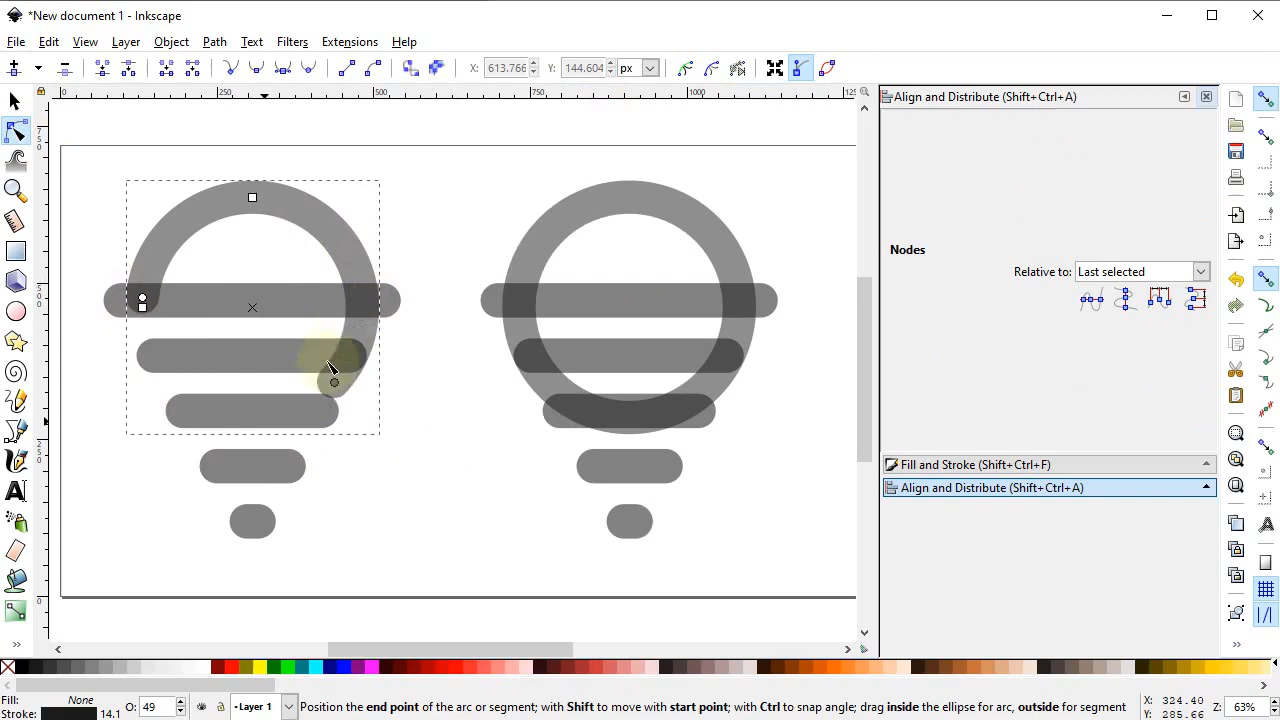 *New document 1 - Inkscape
File Edit View Layer Object Path Text Filters Extensions Help
X: 613.766 Y: 144.604 px
Align and Distribute (Shift+Ctrl+A)
0 250 500 750 1000 125
Nodes
Relative to: Last selected
Fill and Stroke (Shift+Ctrl+F)
Align and Distribute (Shift+Ctrl+A)
Fill: None
Stroke: 14.1
O: 49
Layer 1
Position the end point of the arc or segment; with Shift to move with start point; with Ctrl to snap angle; drag inside the ellipse for arc, outside for segment
X: 324.40
Y: 285.66
Z: 63%